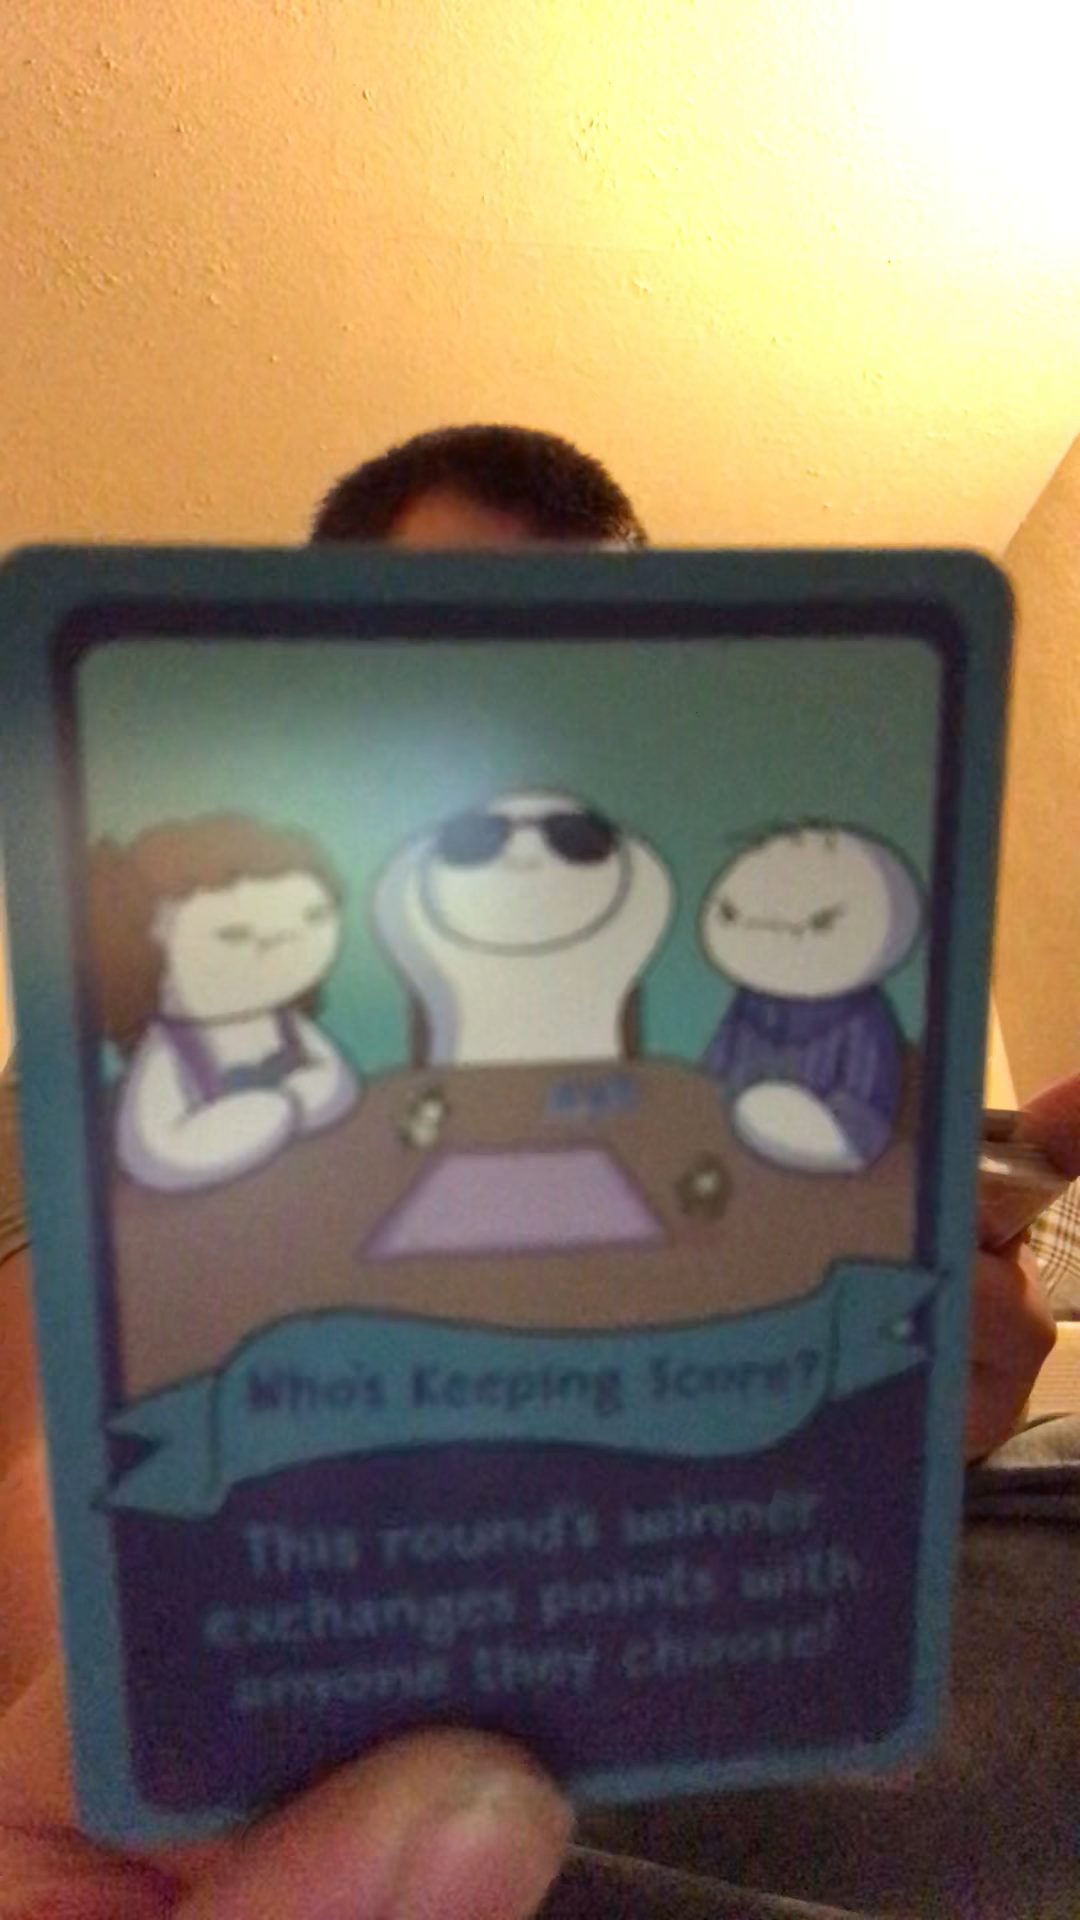 Who's Keeping Score?
This round's winner
exchanges points with
anyone they choose!